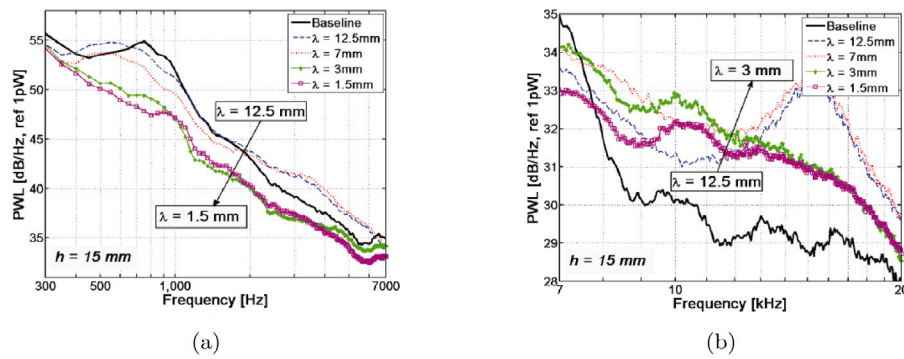 PWL [dB/Hz, ref 1pW]
55
50
45
40
35
Baseline
λ = 12.5mm
λ = 7mm
λ = 3mm
λ = 1.5mm
λ = 12.5 mm
λ = 1.5 mm
h = 15 mm
300 500 1,000 7000
Frequency [Hz]
(a)
PWL [dB/Hz, ref 1pW]
35
34
33
32
31
30
29
28
Baseline
λ = 12.5mm
λ = 7mm
λ = 3mm
λ = 1.5mm
λ = 3 mm
λ = 12.5 mm
h = 15 mm
7 10 20
Frequency [kHz]
(b)